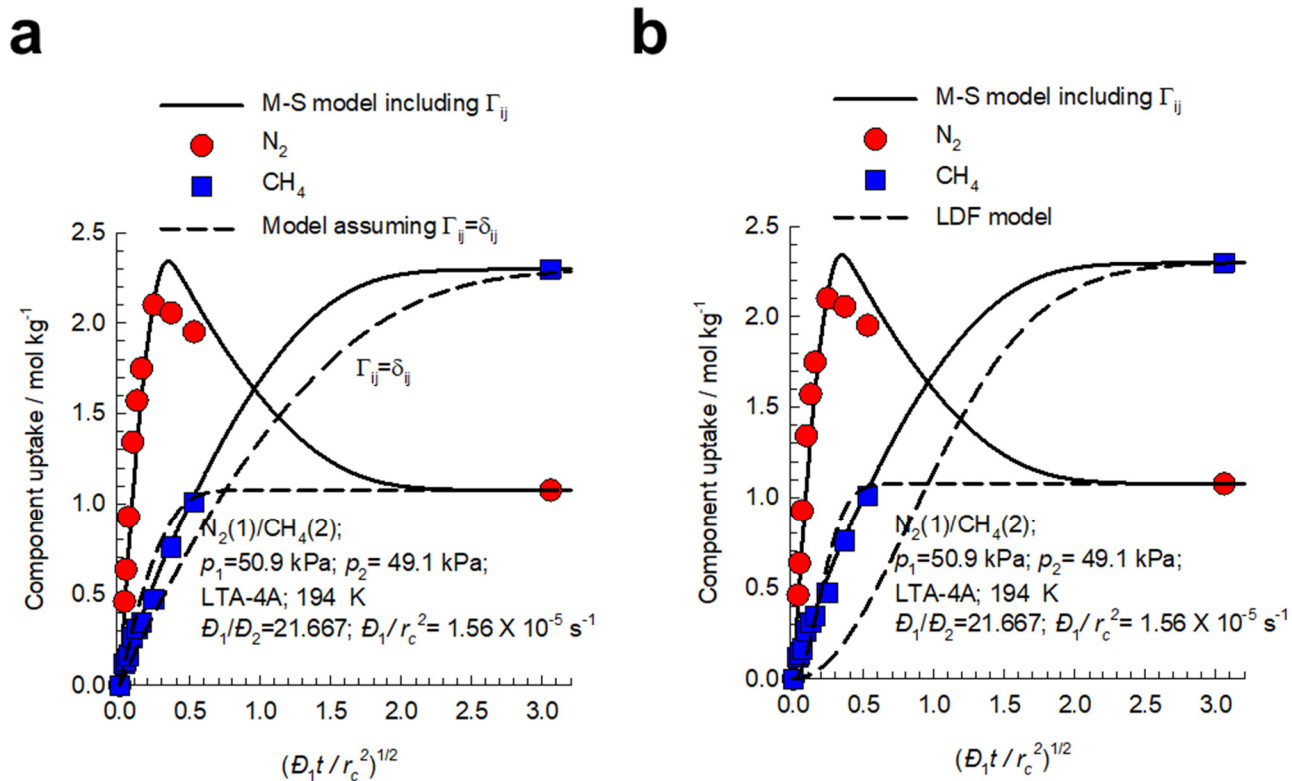 a
M-S model including Γij
N2
CH4
Model assuming Γij=δij
2.5
2.0
1.5
1.0
0.5
0.0
Component uptake / mol kg-1
Γij=δij
N2(1)/CH4(2);
p1=50.9 kPa; p2= 49.1 kPa;
LTA-4A; 194 K
Đ1/Đ2=21.667; Đ1/rc2= 1.56 X 10-5 s-1
0.0 0.5 1.0 1.5 2.0 2.5 3.0
(Đ1t / rc2)1/2
b
M-S model including Γij
N2
CH4
LDF model
2.5
2.0
1.5
1.0
0.5
0.0
Component uptake / mol kg-1
N2(1)/CH4(2);
p1=50.9 kPa; p2= 49.1 kPa;
LTA-4A; 194 K
Đ1/Đ2=21.667; Đ1/rc2= 1.56 X 10-5 s-1
0.0 0.5 1.0 1.5 2.0 2.5 3.0
(Đ1t / rc2)1/2